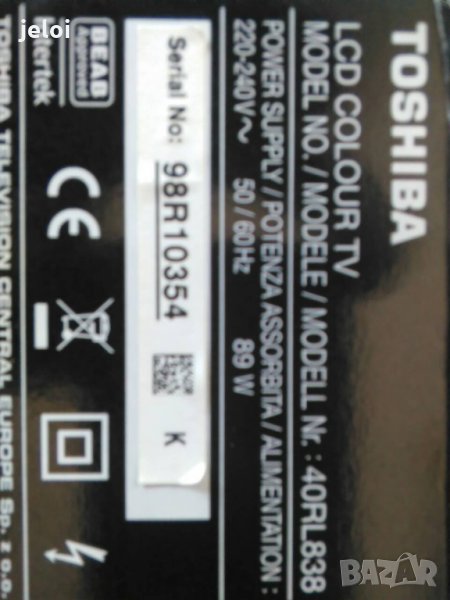 jeloi
TOSHIBA
LCD COLOUR TV
MODEL NO. / MODELE / MODELL Nr. : 40RL838
POWER SUPPLY / POTENZA ASSORBITA / ALIMENTATION :
220-240V~ 50 / 60Hz 89 W
Serial No: 98R10354 K
BEAB
Approved
Intertek
CE
TOSHIBA TELEVISION CENTRAL EUROPE Sp. z o.o.
BAZAR